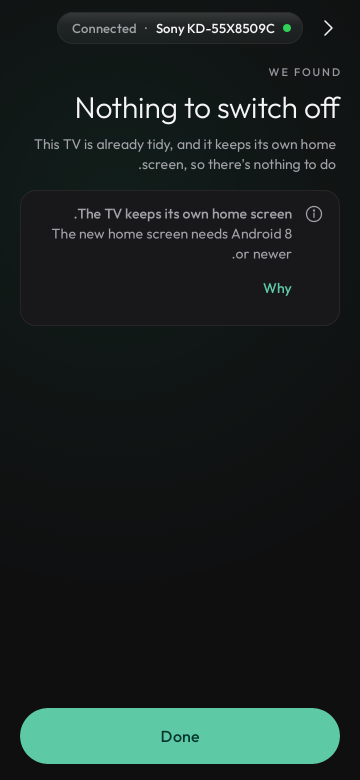 Connected · Sony KD-55X8509C
WE FOUND
Nothing to switch off
This TV is already tidy, and it keeps its own home
.screen, so there's nothing to do
.The TV keeps its own home screen
The new home screen needs Android 8
.or newer
Why
Done